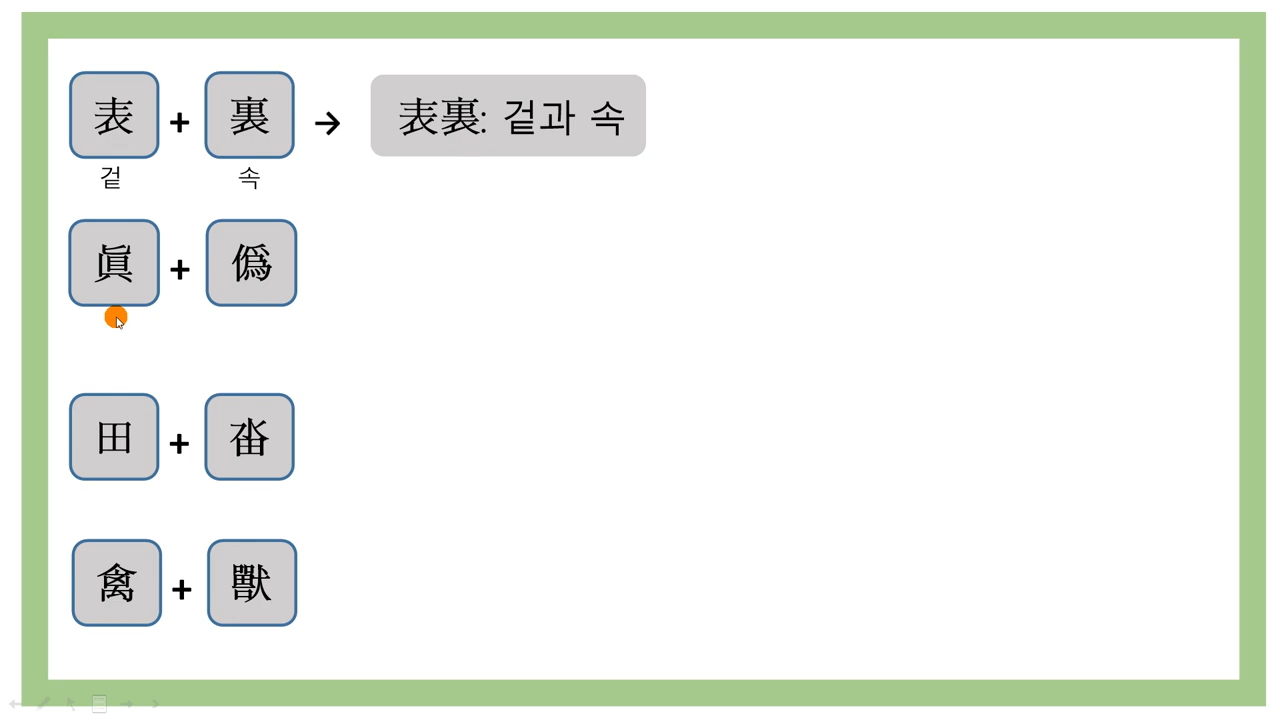 表 + 裏 → 表裏: 겉과 속
겉 속
眞 + 僞
田 + 畓
禽 + 獸